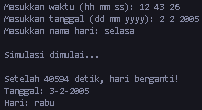 Masukkan waktu (hh mm ss): 12 43 26
Masukkan tanggal (dd mm yyyy): 2 2 2005
Masukkan nama hari: selasa
Simulasi dimulai...
Setelah 40594 detik, hari berganti!
Tanggal: 3-2-2005
Hari: rabu